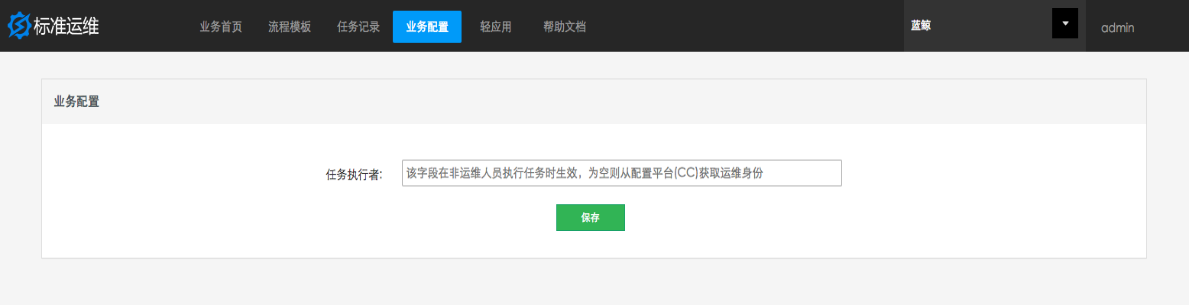 标准运维 业务首页 流程模板 任务记录 业务配置 轻应用 帮助文档 蓝鲸 admin
业务配置
任务执行者: 该字段在非运维人员执行任务时生效，为空则从配置平台(CC)获取运维身份
保存